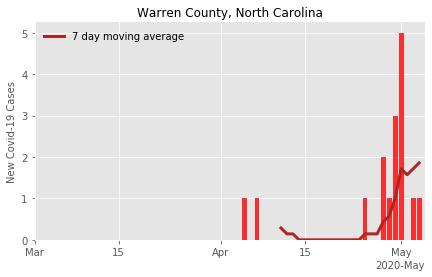 Warren County, North Carolina
7 day moving average
New Covid-19 Cases
5
4
3
2
1
0
Mar 15 Apr 15 May
2020-May